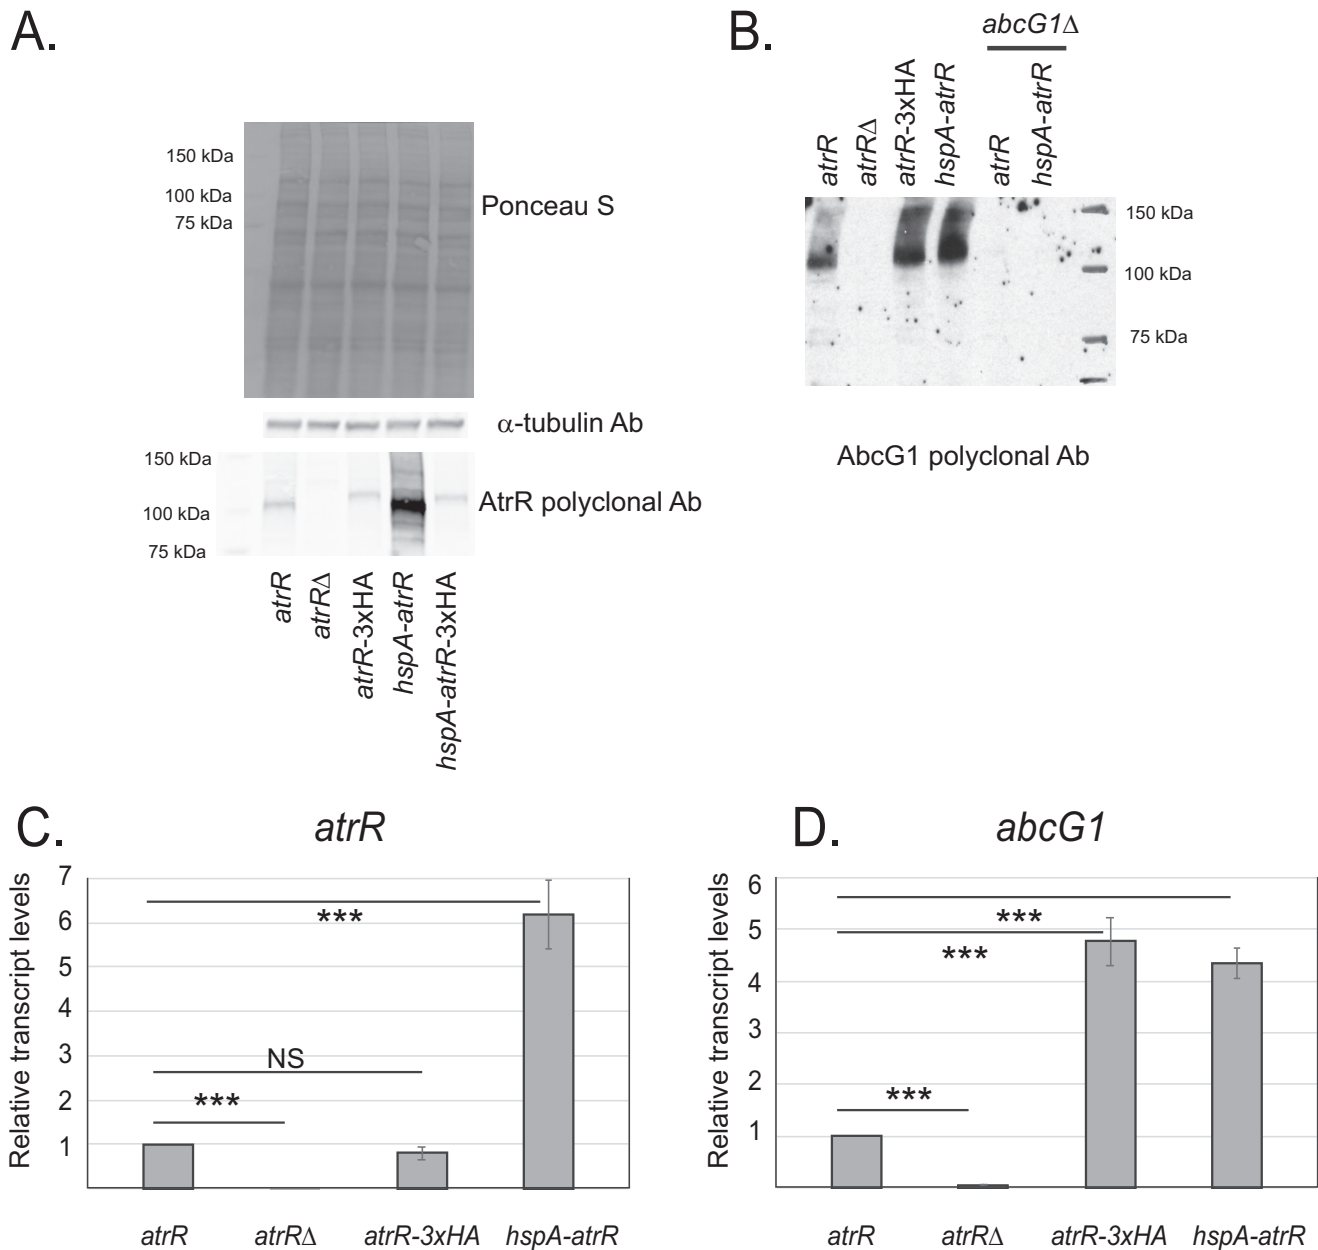 A.
150 kDa
100 kDa
75 kDa
Ponceau S
α-tubulin Ab
150 kDa
100 kDa
75 kDa
AtrR polyclonal Ab
atrR
atrRΔ
atrR-3xHA
hspA-atrR
hspA-atrR-3xHA
B.
abcG1Δ
atrR
atrRΔ
atrR-3xHA
hspA-atrR
atrR
hspA-atrR
150 kDa
100 kDa
75 kDa
AbcG1 polyclonal Ab
C.
atrR
Relative transcript levels
7
6
5
4
3
2
1
***
NS
***
atrR
atrRΔ
atrR-3xHA
hspA-atrR
D.
abcG1
Relative transcript levels
6
5
4
3
2
1
***
***
***
atrR
atrRΔ
atrR-3xHA
hspA-atrR